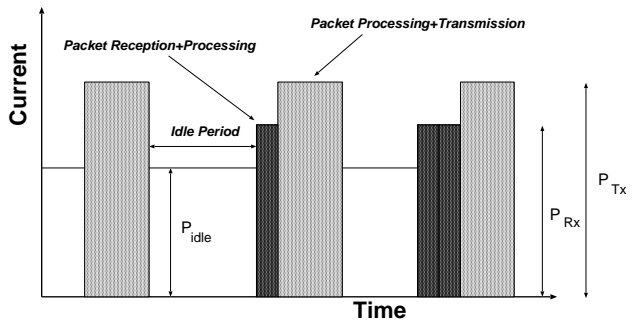 Packet Processing+Transmission
Packet Reception+Processing
Current
Idle Period
P idle
P Rx
P Tx
Time